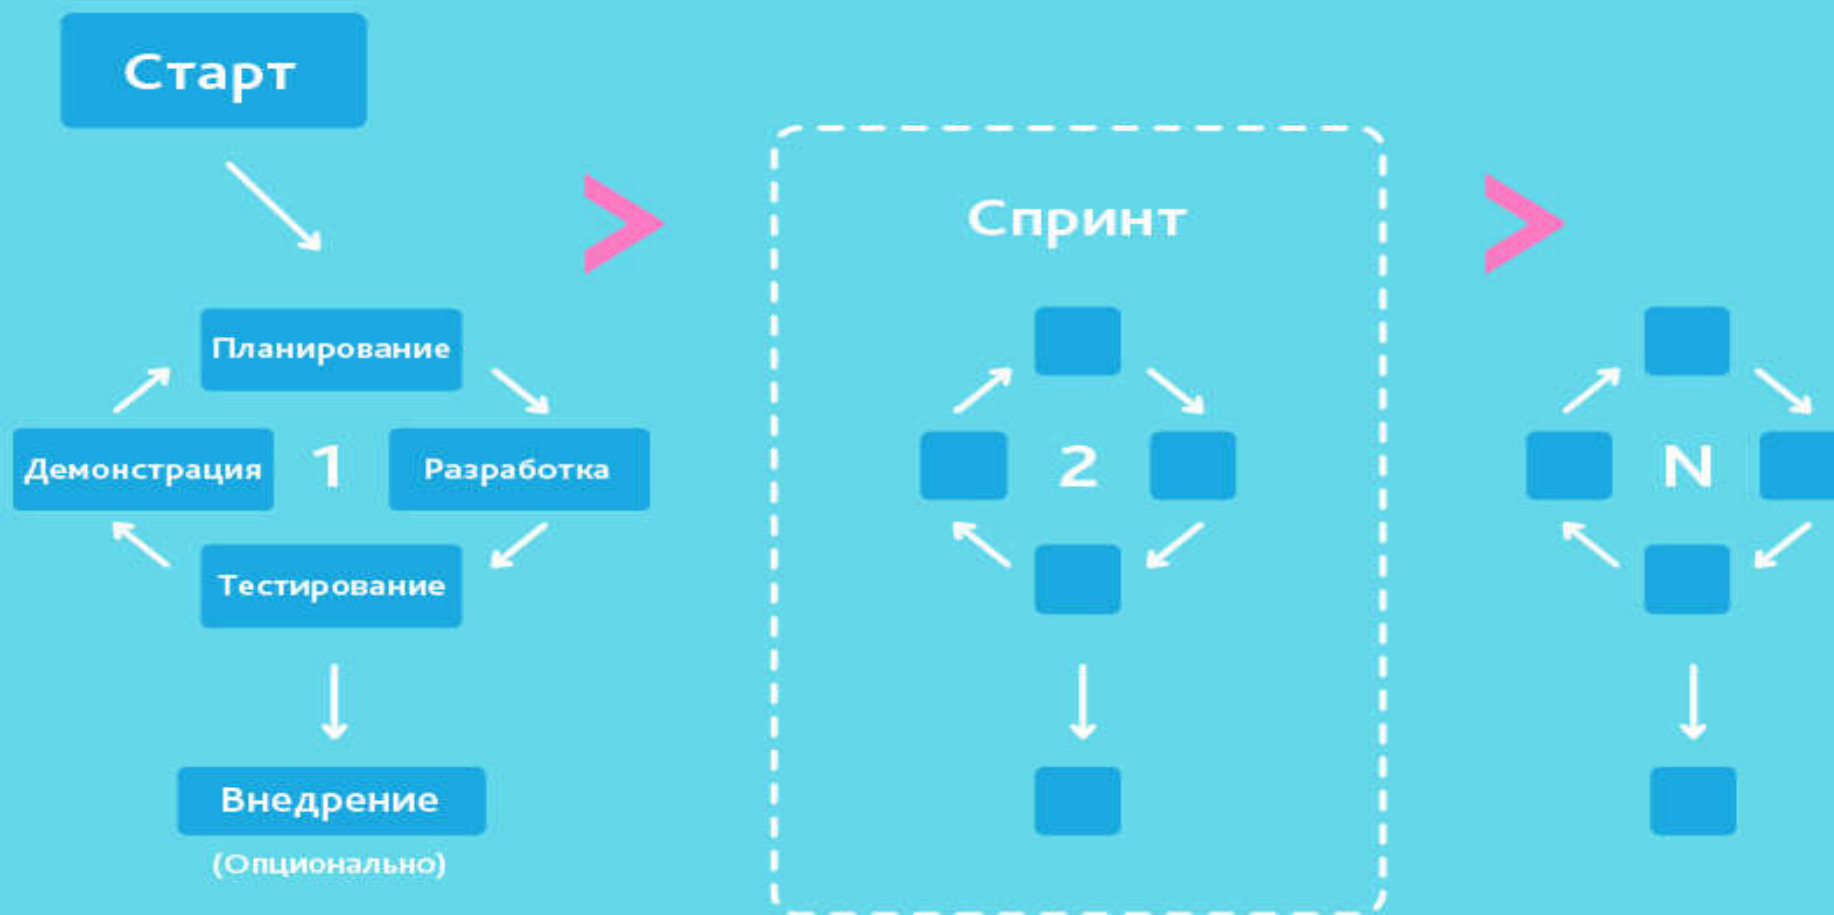 Старт
Спринт
Планирование
Демонстрация
1
Разработка
2
N
Тестирование
Внедрение
(Опционально)